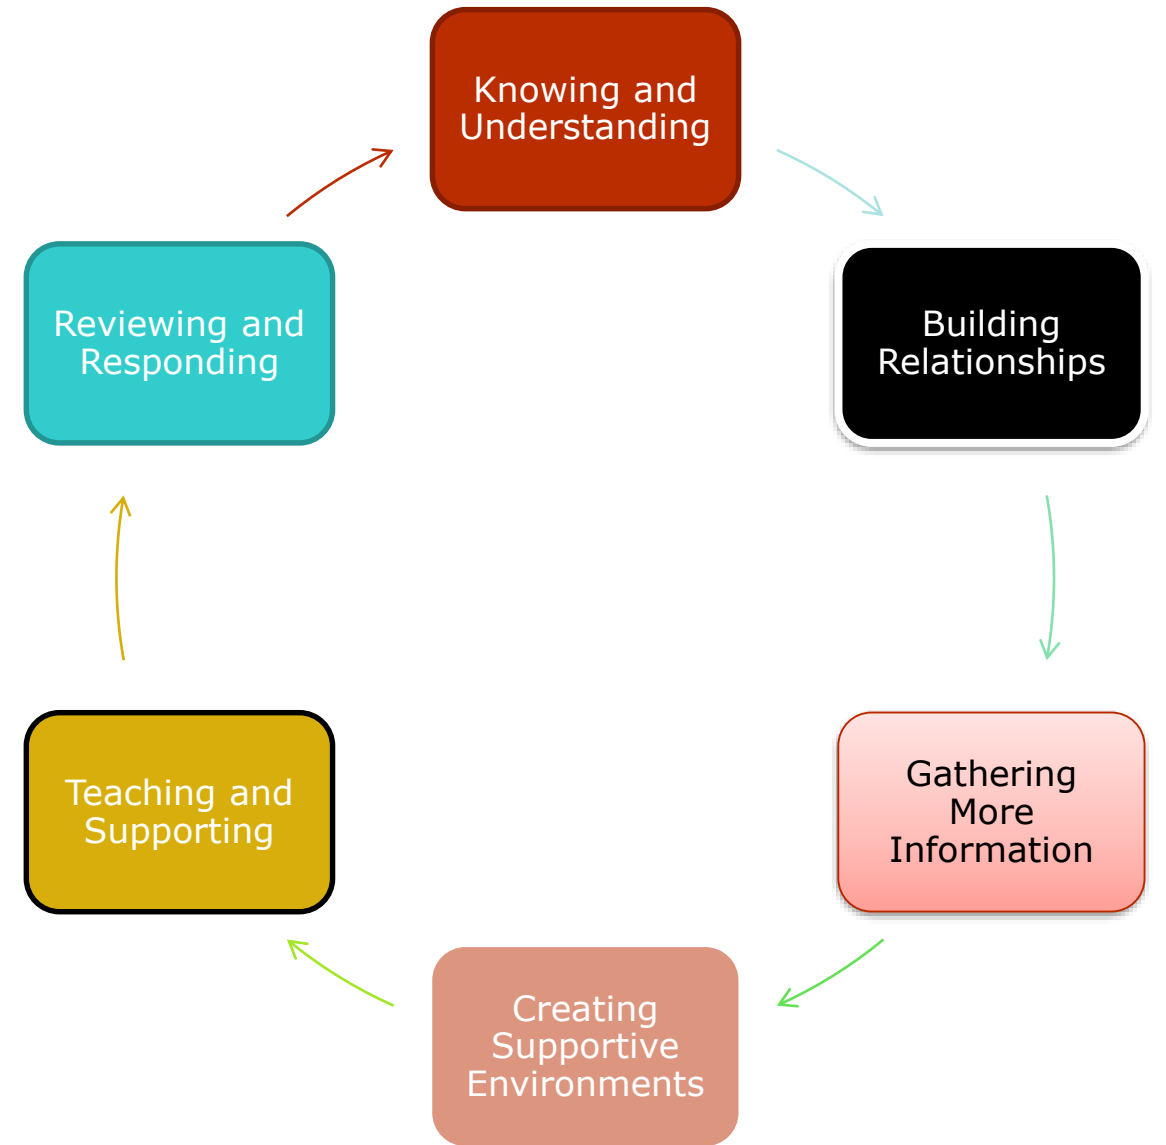 Knowing and
Understanding
Building
Relationships
Gathering
More
Information
Creating
Supportive
Environments
Teaching and
Supporting
Reviewing and
Responding